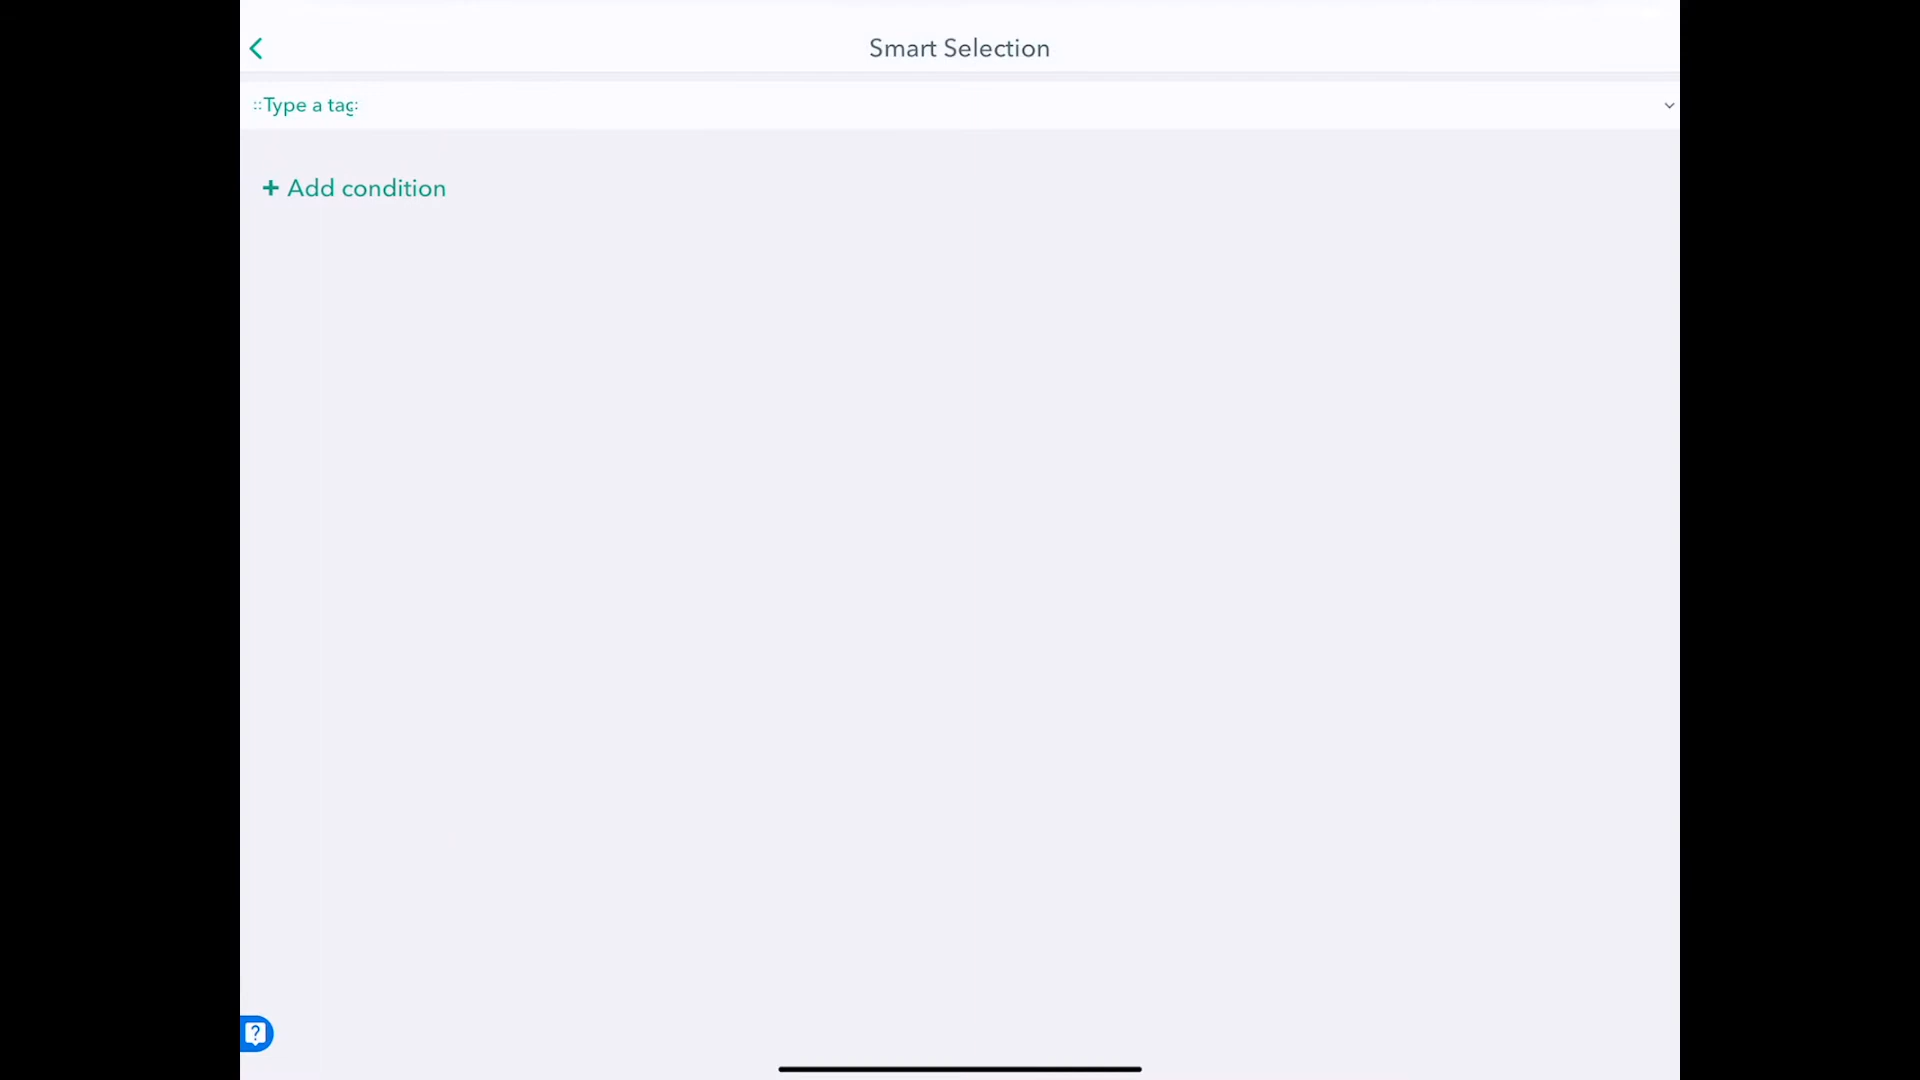 Smart Selection
::Type a tag:
+ Add condition
?